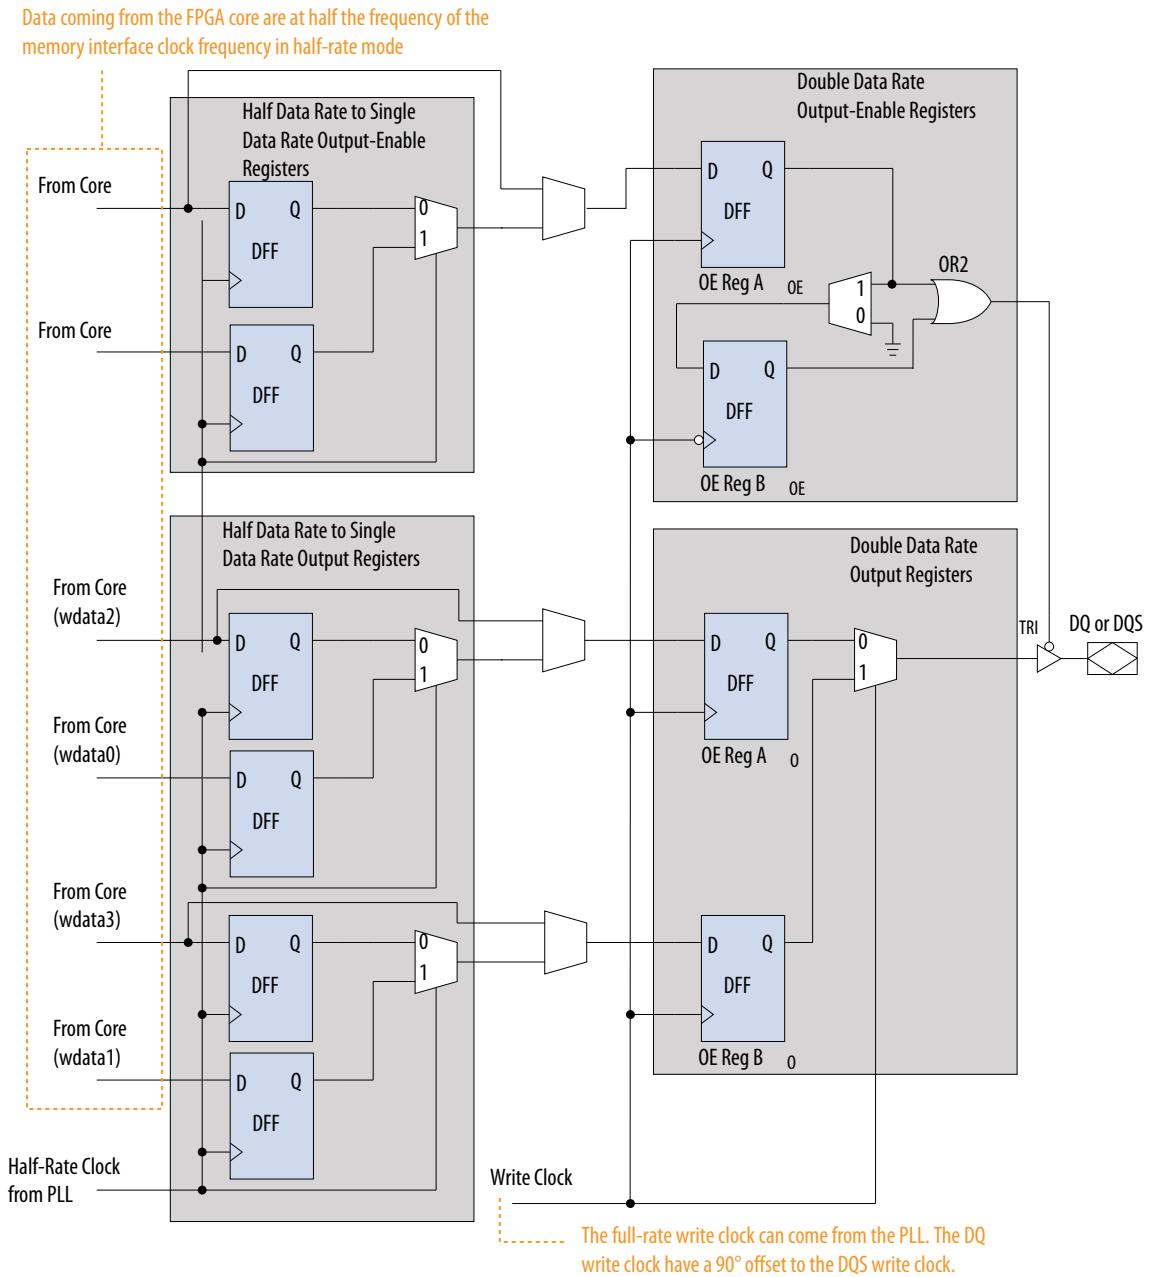 Data coming from the FPGA core are at half the frequency of the
memory interface clock frequency in half-rate mode
Half Data Rate to Single
Data Rate Output-Enable
Registers
Double Data Rate
Output-Enable Registers
From Core
D Q
DFF
0
1
D Q
DFF
OE Reg A OE
OR2
1
0
From Core
D Q
DFF
D Q
DFF
OE Reg B OE
Half Data Rate to Single
Data Rate Output Registers
Double Data Rate
Output Registers
From Core
(wdata2)
D Q
DFF
0
1
D Q
DFF
OE Reg A O
0
1
TRI
DQ or DQS
From Core
(wdata0)
D Q
DFF
From Core
(wdata3)
D Q
DFF
0
1
D Q
DFF
OE Reg B O
From Core
(wdata1)
D Q
DFF
Half-Rate Clock
from PLL
Write Clock
The full-rate write clock can come from the PLL. The DQ
write clock have a 90° offset to the DQS write clock.